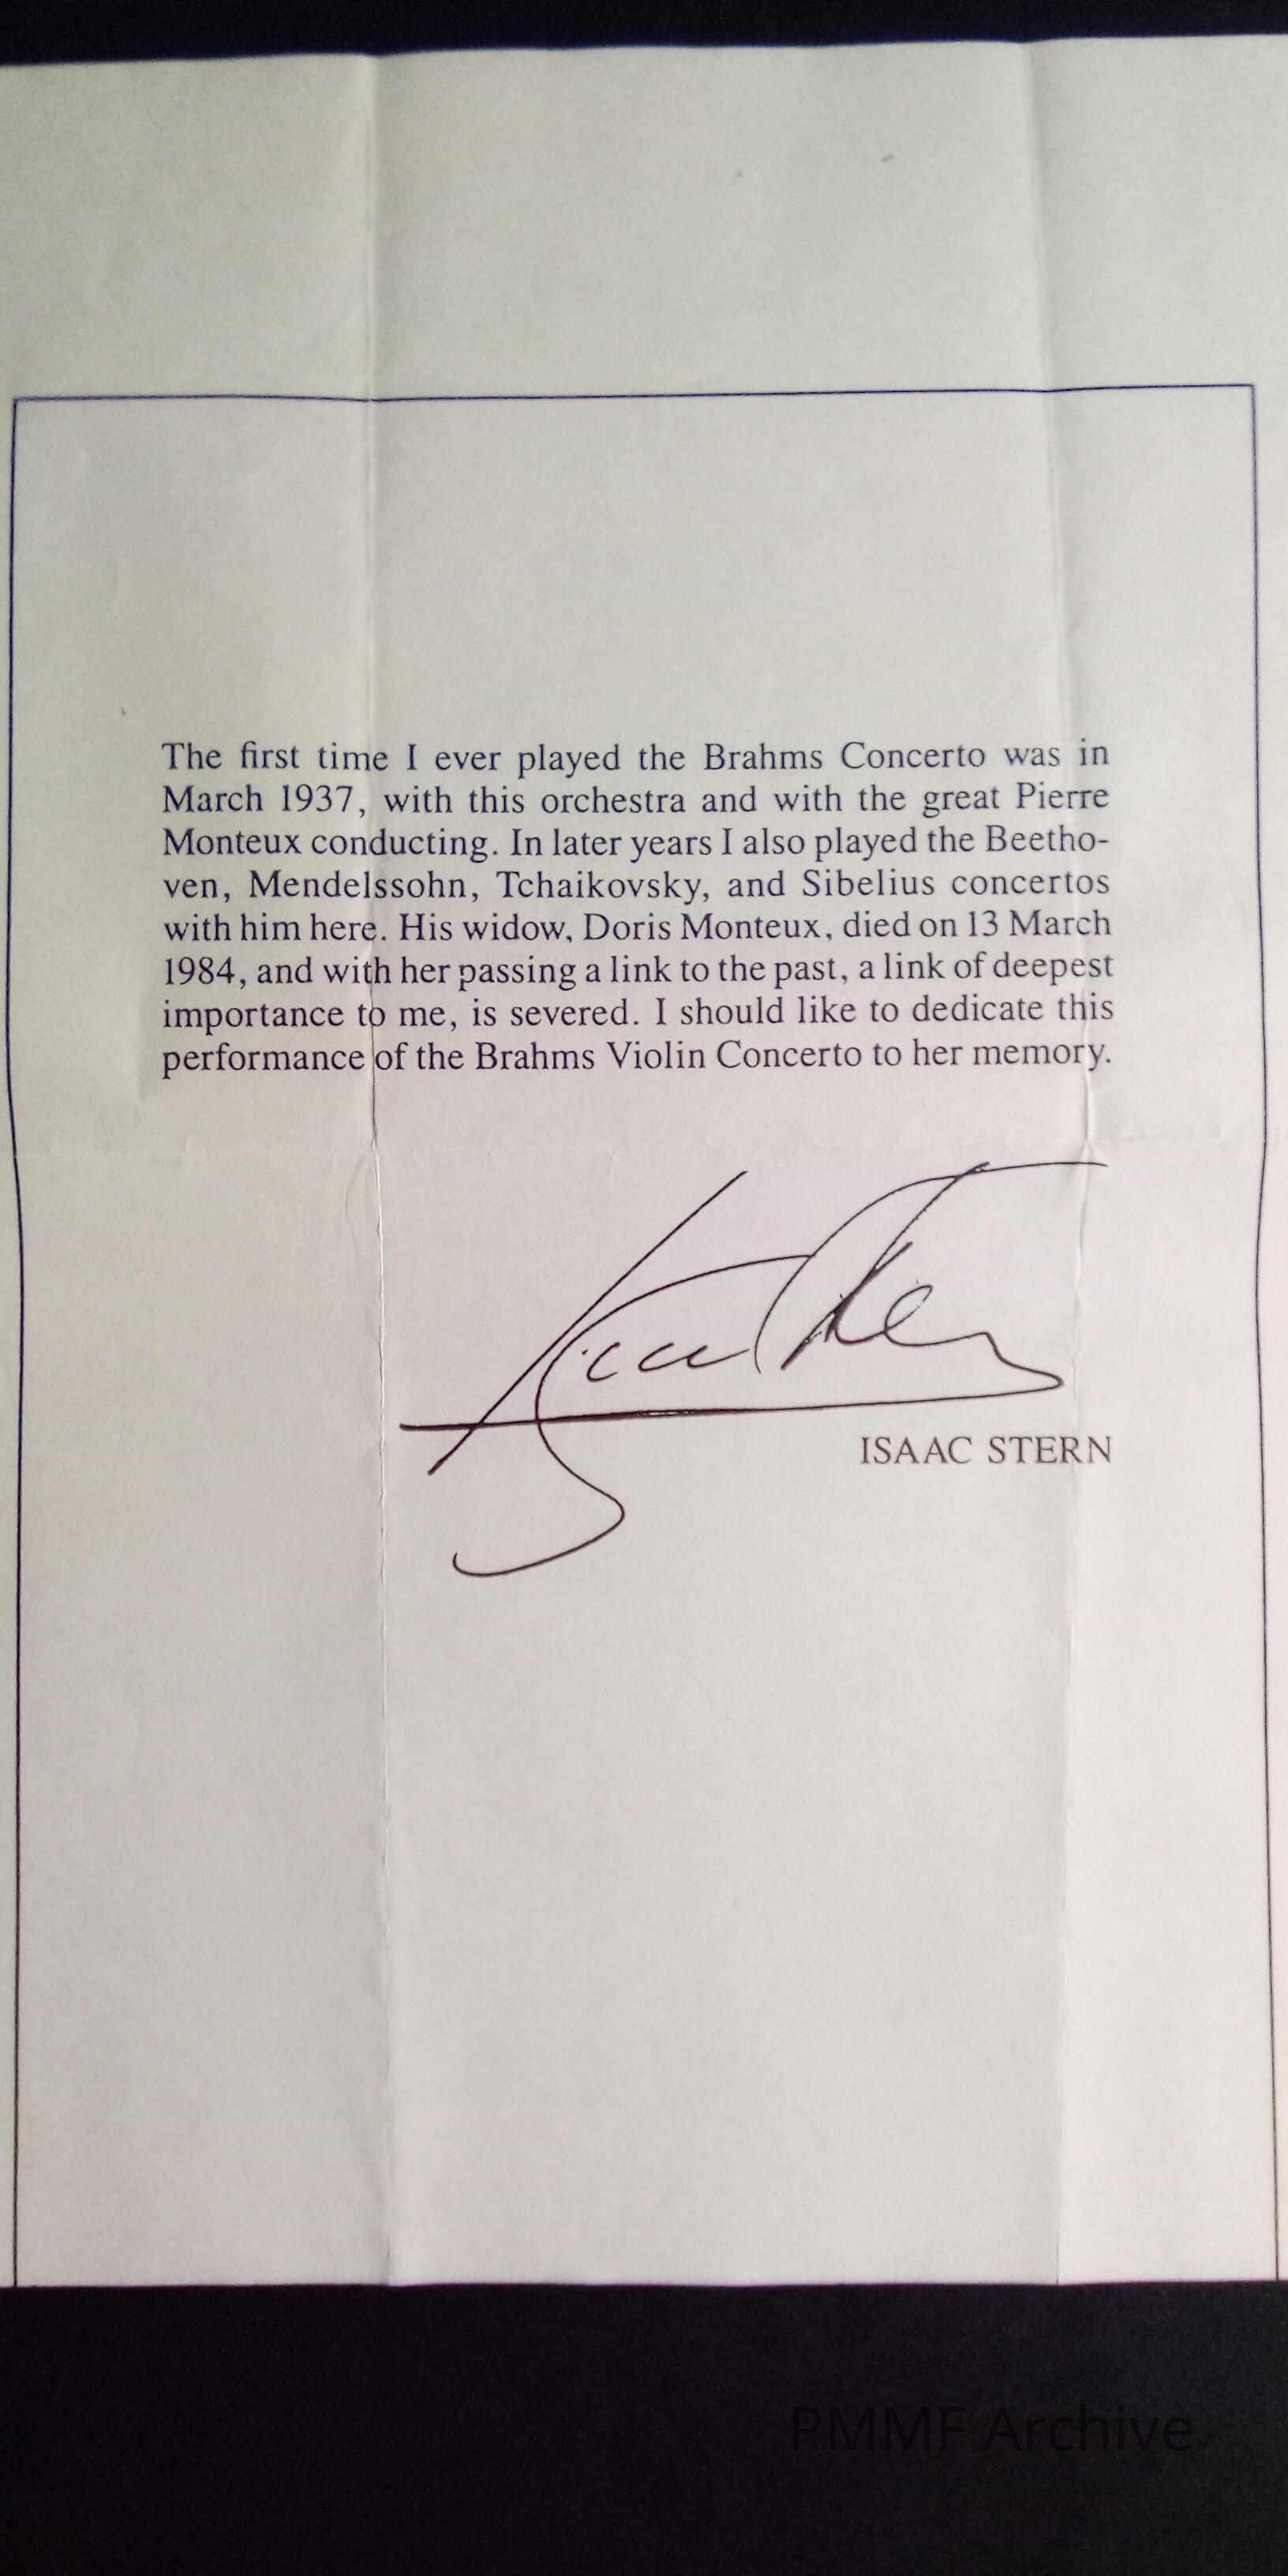 The first time I ever played the Brahms Concerto was in
March 1937, with this orchestra and with the great Pierre
Monteux conducting. In later years I also played the Beetho-
ven, Mendelssohn, Tchaikovsky, and Sibelius concertos
with him here. His widow, Doris Monteux, died on 13 March
1984, and with her passing a link to the past, a link of deepest
importance to me, is severed. I should like to dedicate this
performance of the Brahms Violin Concerto to her memory.
Isaac Stern
ISAAC STERN
PMMF Archive